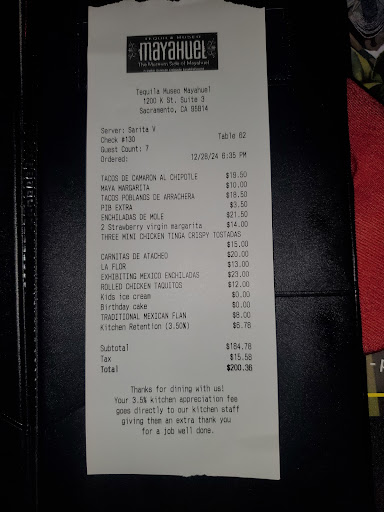 TEQUILA MUSEO
MAYAHUEL
The Museum Side of Mayahuel
Tequila Museo Mayahuel
1200 K St. Suite 3
Sacramento, CA 95814
Server: Sarita V
Check #130 Table 62
Guest Count: 7
Ordered: 12/28/24 6:35 PM
TACOS DE CAMARON AL CHIPOTLE $19.50
MAYA MARGARITA $10.00
TACOS POBLANOS DE ARRACHERA $19.50
PIB EXTRA $3.50
ENCHILADAS DE MOLE $21.50
2 Strawberry virgin margarita $14.00
THREE MINI CHICKEN TINGA CRISPY TOSTADAS
$15.00
CARNITAS DE ATACHEO $20.00
LA FLOR $13.00
EXHIBITING MEXICO ENCHILADAS $23.00
ROLLED CHICKEN TAQUITOS $12.00
Kids ice cream $0.00
Birthday cake $0.00
TRADITIONAL MEXICAN FLAN $8.00
Kitchen Retention (3.50%) $6.78
Subtotal $184.78
Tax $15.58
Total $200.36
Thanks for dining with us!
Your 3.5% kitchen appreciation fee
goes directly to our kitchen staff
giving them an extra thank you
for a job well done.